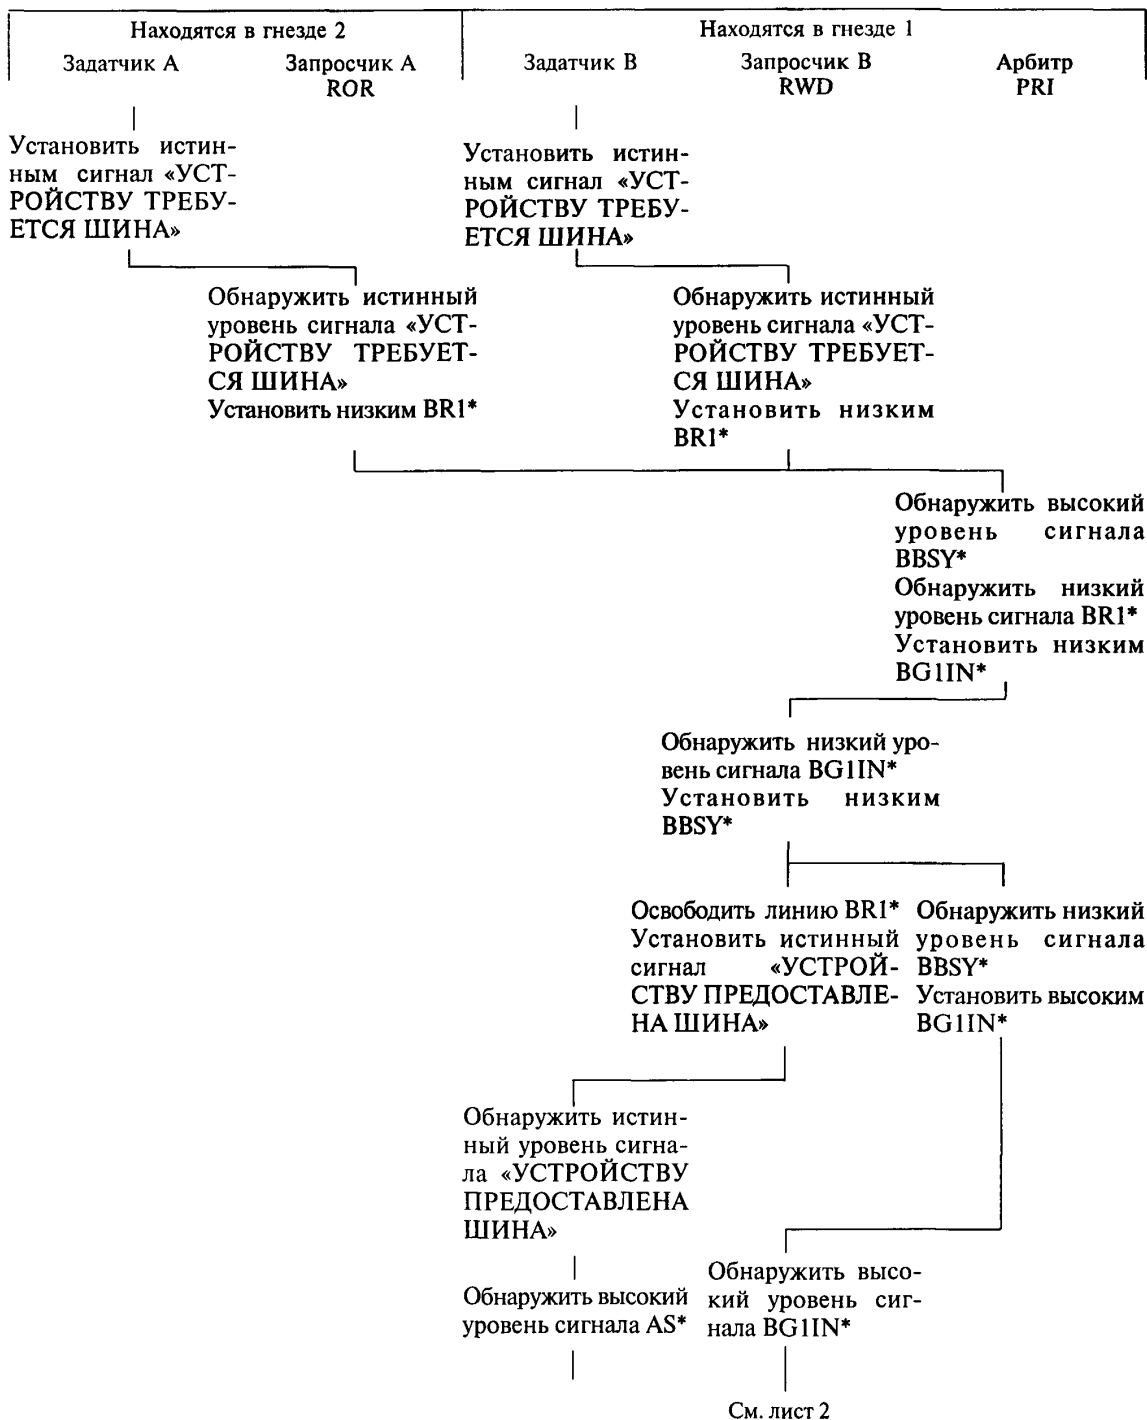 Находятся в гнезде 2
Находятся в гнезде 1
Задатчик A
Запросчик A
ROR
Задатчик B
Запросчик B
RWD
Арбитр
PRI
Установить истин-
ным сигнал «УСТ-
РОЙСТВУ ТРЕБУ-
ЕТСЯ ШИНА»
Установить истин-
ным сигнал «УСТ-
РОЙСТВУ ТРЕБУ-
ЕТСЯ ШИНА»
Обнаружить истинный
уровень сигнала «УСТ-
РОЙСТВУ ТРЕБУЕТ-
СЯ ШИНА»
Установить низким BR1*
Обнаружить истинный
уровень сигнала «УСТ-
РОЙСТВУ ТРЕБУЕТ-
СЯ ШИНА»
Установить низким
BR1*
Обнаружить высокий
уровень сигнала
BBSY*
Обнаружить низкий
уровень сигнала BR1*
Установить низким
BG1IN*
Обнаружить низкий уро-
вень сигнала BG1IN*
Установить низким
BBSY*
Освободить линию BR1*
Установить истинный
сигнал «УСТРОЙ-
СТВУ ПРЕДОСТАВЛЕ-
НА ШИНА»
Обнаружить низкий
уровень сигнала
BBSY*
Установить высоким
BG1IN*
Обнаружить истин-
ный уровень сигна-
ла «УСТРОЙСТВУ
ПРЕДОСТАВЛЕНА
ШИНА»
Обнаружить высокий
уровень сигнала AS*
Обнаружить высо-
кий уровень сиг-
нала BG1IN*
См. лист 2